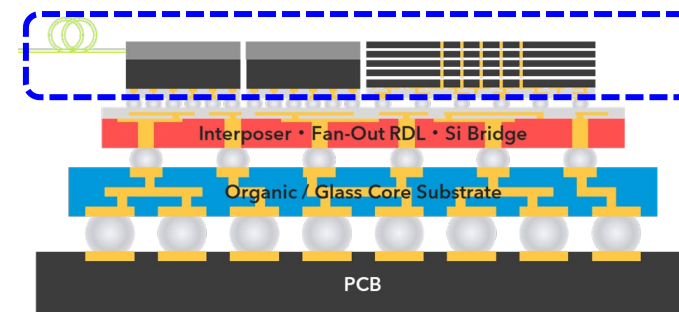 Interposer・Fan-Out RDL・Si Bridge
Organic / Glass Core Substrate
PCB